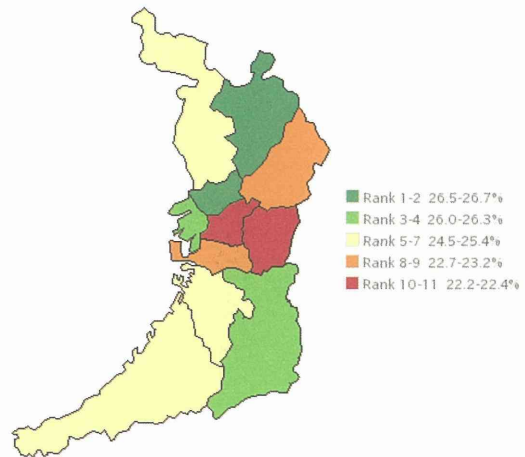 Rank 1-2 26.5-26.7%
Rank 3-4 26.0-26.3%
Rank 5-7 24.5-25.4%
Rank 8-9 22.7-23.2%
Rank 10-11 22.2-22.4%